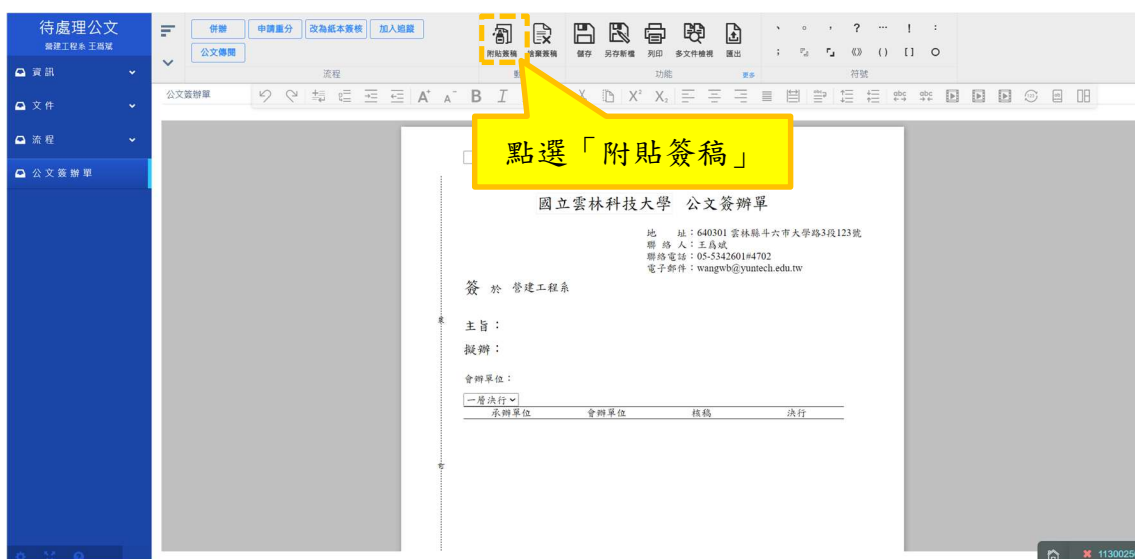 待處理公文
營建工程系 王為斌
資訊
文件
流程
公文簽辦單
併辦
申請重分
改為紙本簽核
加入追蹤
公文傳閱
流程
附貼簽稿
儲存
另存新檔
列印
多文件檢視
匯出
功能
更多
、 。 , ? … ! :
; 《》 () [] ○
符號
公文簽辦單
A+ A- B I X² X₂
點選「附貼簽稿」
國立雲林科技大學 公文簽辦單
地 址:640301 雲林縣斗六市大學路3段123號
聯 絡 人:王為斌
聯絡電話:05-5342601#4702
電子郵件:wangwb@yuntech.edu.tw
簽 於 營建工程系
裝
主旨:
擬辦:
會辦單位:
一層決行
承辦單位 會辦單位 核稿 決行
訂
1130025